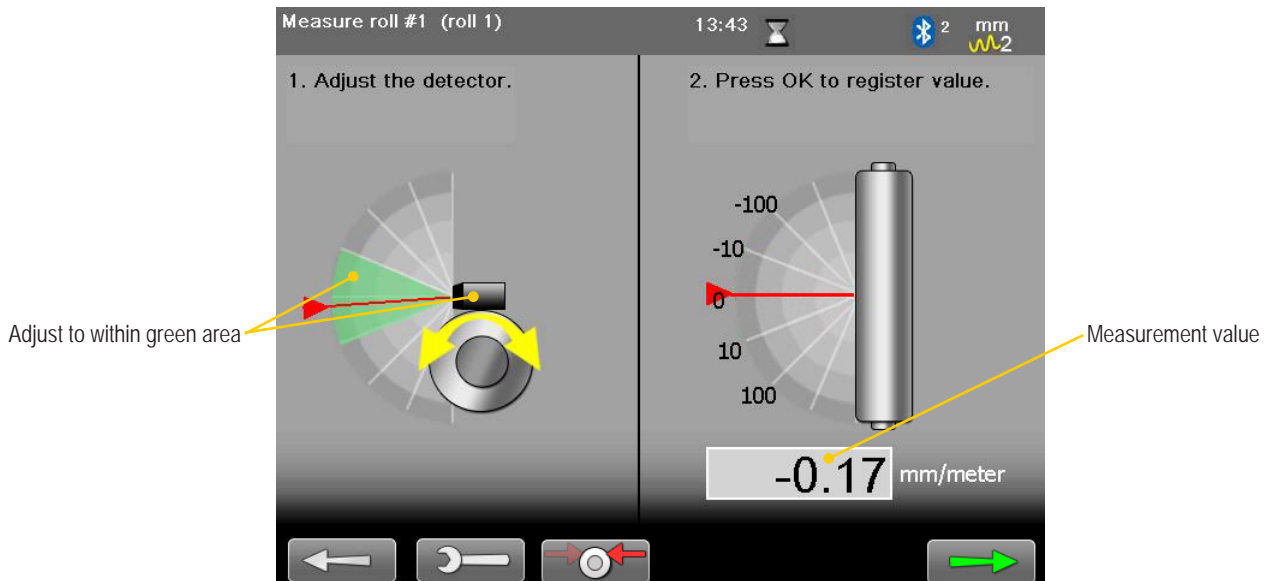 Measure roll #1 (roll 1) 13:43 2 mm
2
1. Adjust the detector. 2. Press OK to register value.
-100
-10
0
10
100
Adjust to within green area
Measurement value
-0.17 mm/meter